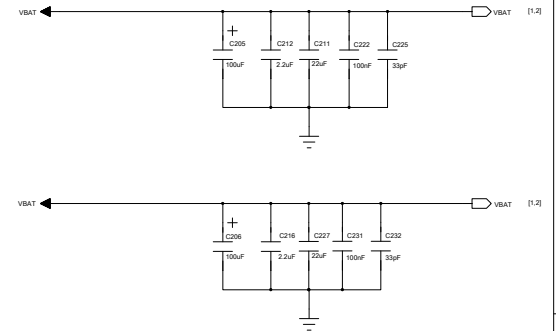 VBAT VBAT [1,2]
+
C205 C212 C211 C222 C225
100uF 2.2uF 22uF 100nF 33pF
VBAT VBAT [1,2]
+
C206 C216 C227 C231 C232
100uF 2.2uF 22uF 100nF 33pF